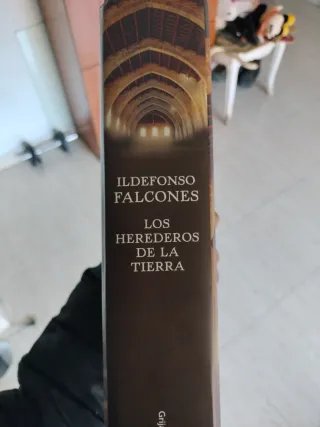 ILDEFONSO
FALCONES
LOS
HEREDEROS
DE LA
TIERRA